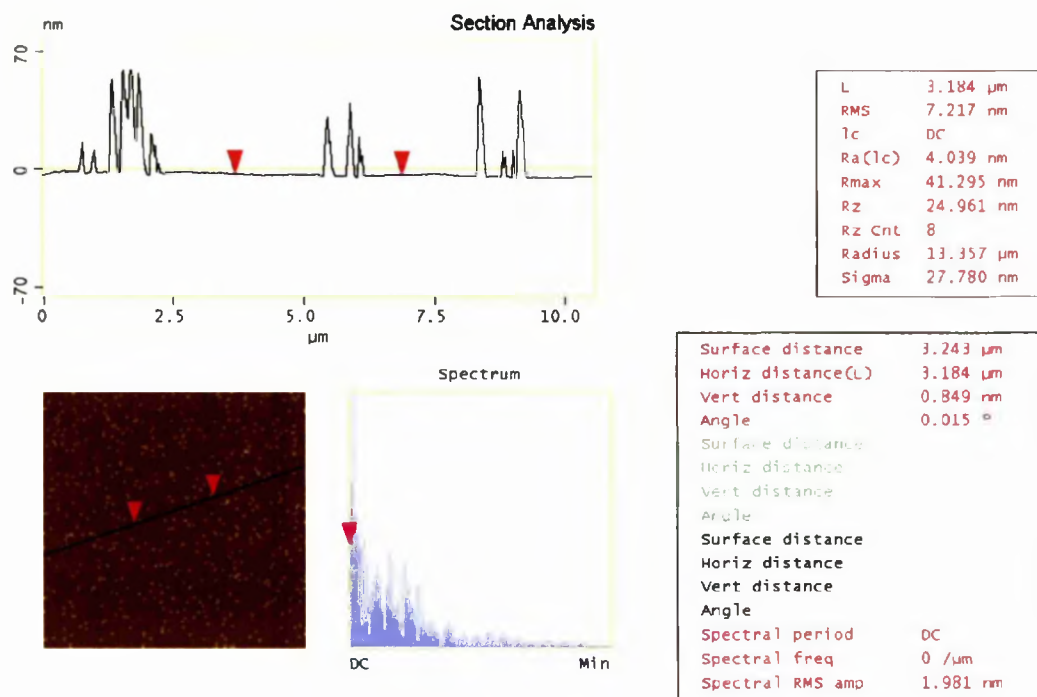 Section Analysis
nm
70
0
-70
0 2.5 5.0 7.5 10.0
μm
L 3.184 μm
RMS 7.217 nm
lc DC
Ra(lc) 4.039 nm
Rmax 41.295 nm
Rz 24.961 nm
Rz Cnt 8
Radius 13.357 μm
Sigma 27.780 nm
Spectrum
DC Min
Surface distance 3.243 μm
Horiz distance(L) 3.184 μm
Vert distance 0.849 nm
Angle 0.015 °
Surface distance
Horiz distance
Vert distance
Angle
Surface distance
Horiz distance
Vert distance
Angle
Spectral period DC
Spectral freq 0 /μm
Spectral RMS amp 1.981 nm